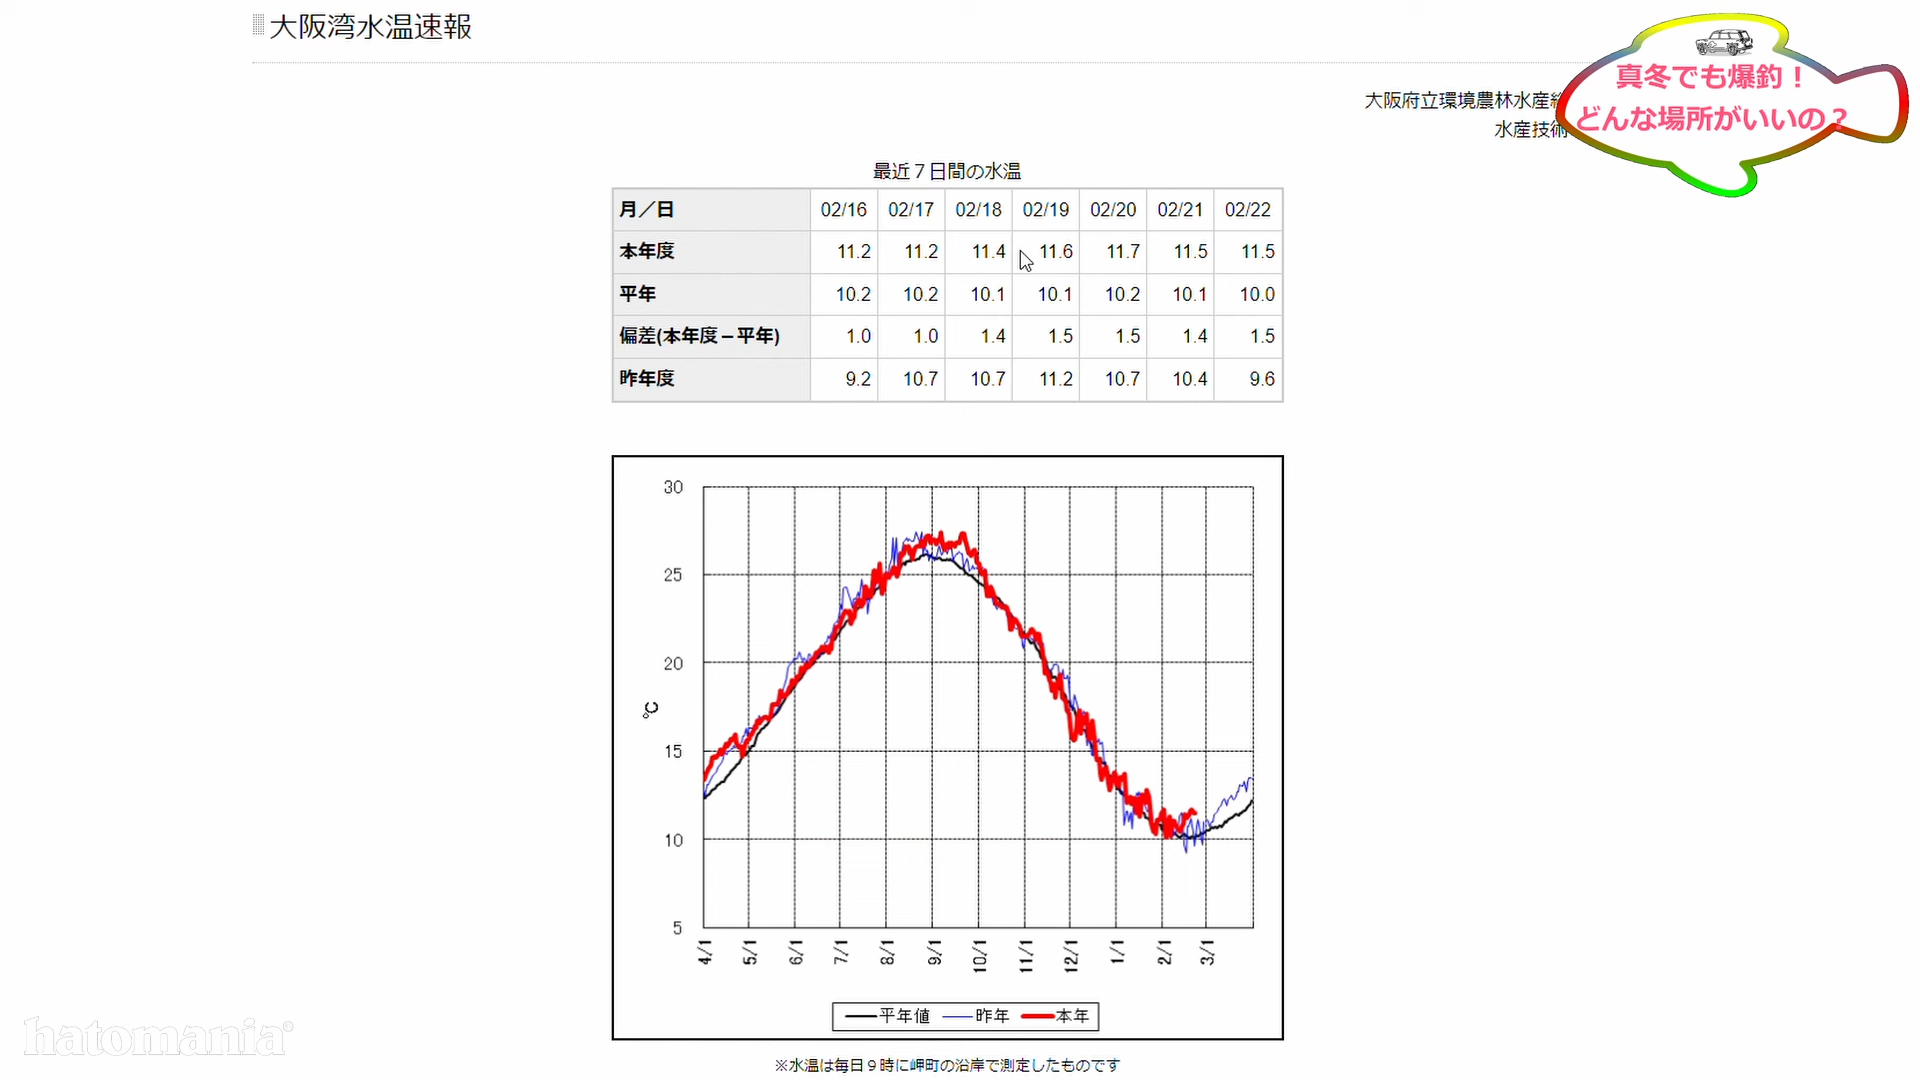 大阪湾水温速報
真冬でも爆釣！
どんな場所がいいの？
大阪府立環境農林水産
水産技術
最近７日間の水温
月／日 02/16 02/17 02/18 02/19 02/20 02/21 02/22
本年度 11.2 11.2 11.4 11.6 11.7 11.5 11.5
平年 10.2 10.2 10.1 10.1 10.2 10.1 10.0
偏差(本年度－平年) 1.0 1.0 1.4 1.5 1.5 1.4 1.5
昨年度 9.2 10.7 10.7 11.2 10.7 10.4 9.6
30
25
20
℃
15
10
5
4/1 5/1 6/1 7/1 8/1 9/1 10/1 11/1 12/1 1/1 2/1 3/1
平年値 昨年 本年
hatomania®
※水温は毎日９時に岬町の沿岸で測定したものです